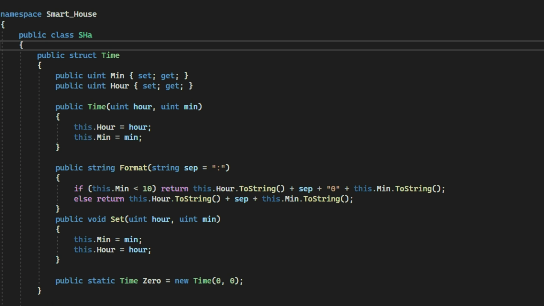 namespace Smart_House
{
public class SHa
{
public struct Time
{
public uint Min { set; get; }
public uint Hour { set; get; }
public Time(uint hour, uint min)
{
this.Hour = hour;
this.Min = min;
}
public string Format(string sep = ":")
{
if (this.Min < 10) return this.Hour.ToString() + sep + "0" + this.Min.ToString();
else return this.Hour.ToString() + sep + this.Min.ToString();
}
public void Set(uint hour, uint min)
{
this.Min = min;
this.Hour = hour;
}
public static Time Zero = new Time(0, 0);
}